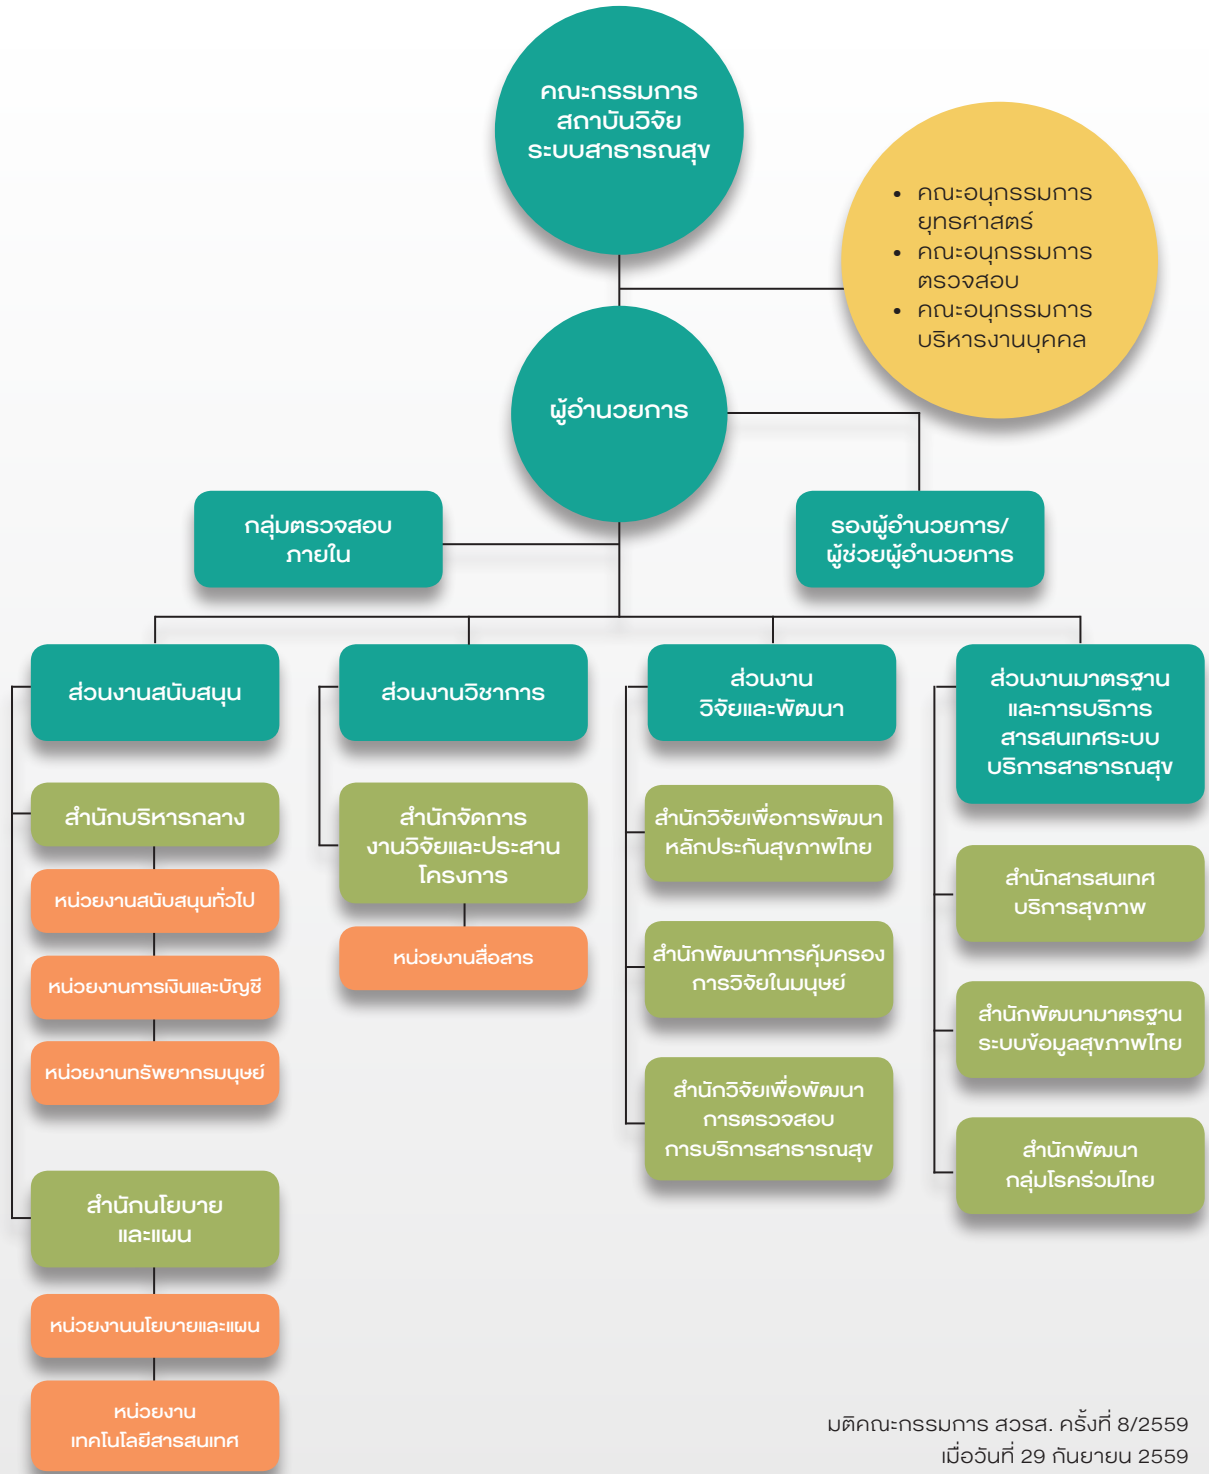 คณะกรรมการ
สถาบันวิจัย
ระบบสาธารณสุข
• คณะอนุกรรมการ
ยุทธศาสตร์
• คณะอนุกรรมการ
ตรวจสอบ
• คณะอนุกรรมการ
บริหารงานบุคคล
ผู้อำนวยการ
กลุ่มตรวจสอบ
ภายใน
รองผู้อำนวยการ/
ผู้ช่วยผู้อำนวยการ
ส่วนงานสนับสนุน
สำนักบริหารกลาง
หน่วยงานสนับสนุนทั่วไป
หน่วยงานการเงินและบัญชี
หน่วยงานทรัพยากรมนุษย์
สำนักนโยบาย
และแผน
หน่วยงานนโยบายและแผน
หน่วยงาน
เทคโนโลยีสารสนเทศ
ส่วนงานวิชาการ
สำนักจัดการ
งานวิจัยและประสาน
โครงการ
หน่วยงานสื่อสาร
ส่วนงาน
วิจัยและพัฒนา
สำนักวิจัยเพื่อการพัฒนา
หลักประกันสุขภาพไทย
สำนักพัฒนาการคุ้มครอง
การวิจัยในมนุษย์
สำนักวิจัยเพื่อพัฒนา
การตรวจสอบ
การบริการสาธารณสุข
ส่วนงานมาตรฐาน
และการบริการ
สารสนเทศระบบ
บริการสาธารณสุข
สำนักสารสนเทศ
บริการสุขภาพ
สำนักพัฒนามาตรฐาน
ระบบข้อมูลสุขภาพไทย
สำนักพัฒนา
กลุ่มโรคร่วมไทย
มติคณะกรรมการ สวรส. ครั้งที่ 8/2559
เมื่อวันที่ 29 กันยายน 2559